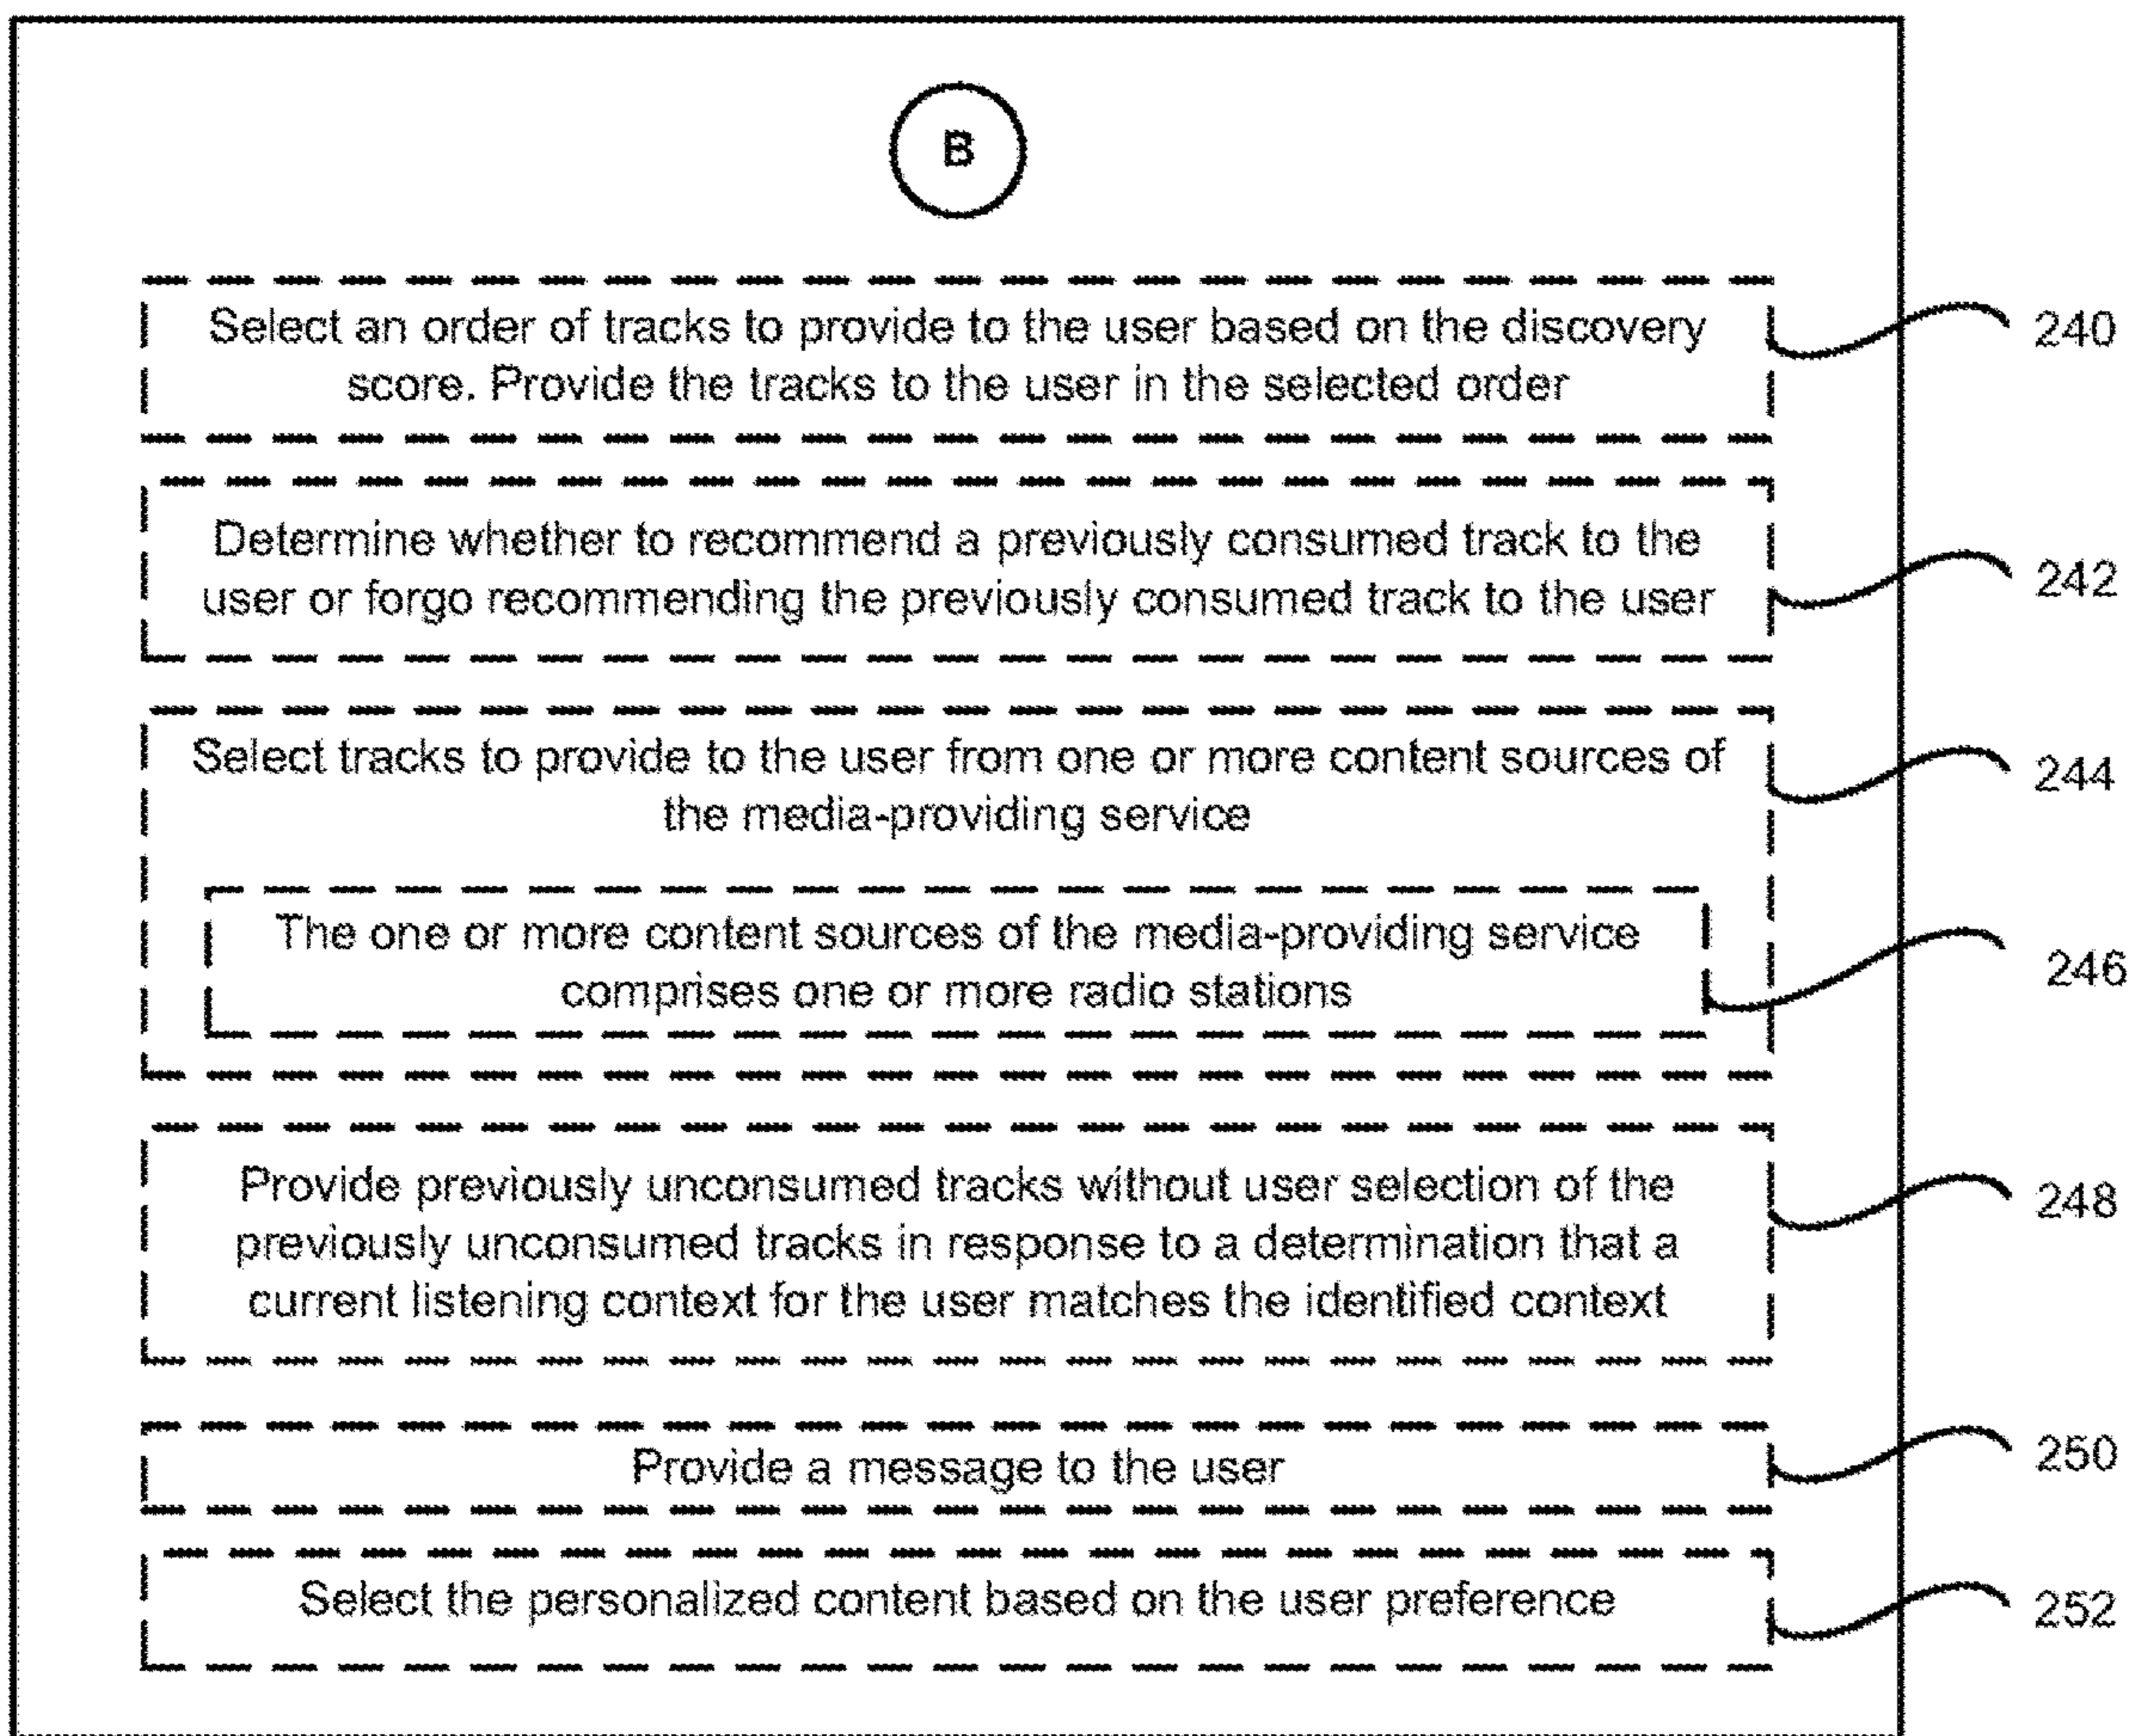 B
Select an order of tracks to provide to the user based on the discovery
score. Provide the tracks to the user in the selected order
240
Determine whether to recommend a previously consumed track to the
user or forgo recommending the previously consumed track to the user
242
Select tracks to provide to the user from one or more content sources of
the media-providing service
244
The one or more content sources of the media-providing service
comprises one or more radio stations
246
Provide previously unconsumed tracks without user selection of the
previously unconsumed tracks in response to a determination that a
current listening context for the user matches the identified context
248
Provide a message to the user
250
Select the personalized content based on the user preference
252